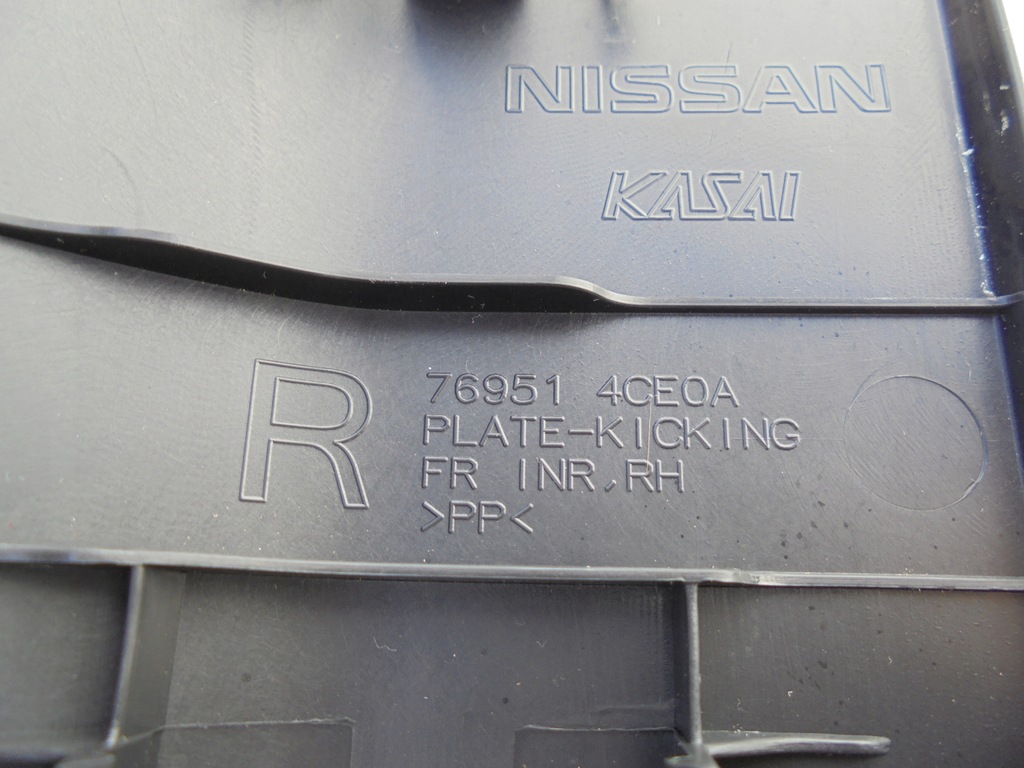 NISSAN
KASAI
R
76951 4CE0A
PLATE-KICKING
FR INR,RH
>PP<